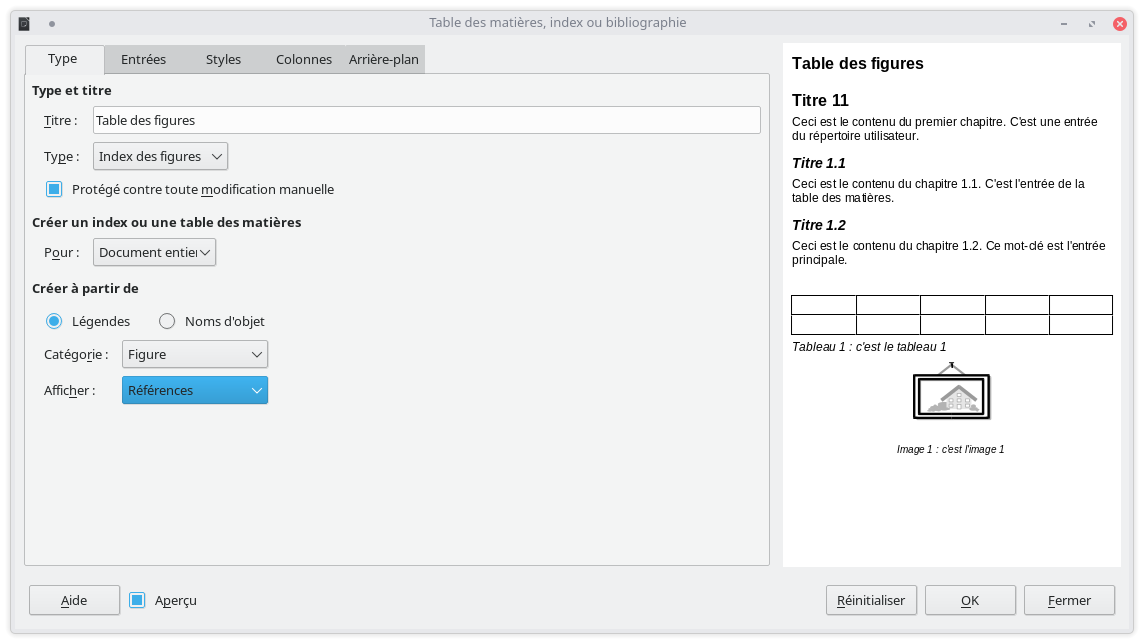 Table des matières, index ou bibliographie
Type
Entrées
Styles
Colonnes
Arrière-plan
Type et titre
Titre :
Table des figures
Type :
Index des figures
Protégé contre toute modification manuelle
Créer un index ou une table des matières
Pour :
Document entier
Créer à partir de
Légendes
Noms d'objet
Catégorie :
Figure
Afficher :
Références
Table des figures
Titre 11
Ceci est le contenu du premier chapitre. C'est une entrée
du répertoire utilisateur.
Titre 1.1
Ceci est le contenu du chapitre 1.1. C'est l'entrée de la
table des matières.
Titre 1.2
Ceci est le contenu du chapitre 1.2. Ce mot-clé est l'entrée
principale.
Tableau 1 : c'est le tableau 1
Image 1 : c'est l'image 1
Aide
Aperçu
Réinitialiser
OK
Fermer